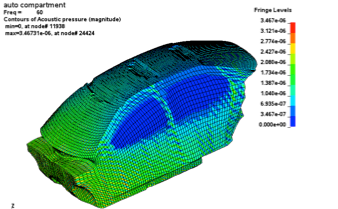 auto compartment
Freq = 60
Contours of Acoustic pressure (magnitude)
min=0, at node# 11938
max=3.46731e-06, at node# 24424
Fringe Levels
3.467e-06
3.121e-06
2.774e-06
2.427e-06
2.080e-06
1.734e-06
1.387e-06
1.040e-06
6.935e-07
3.467e-07
0.000e+00
Z